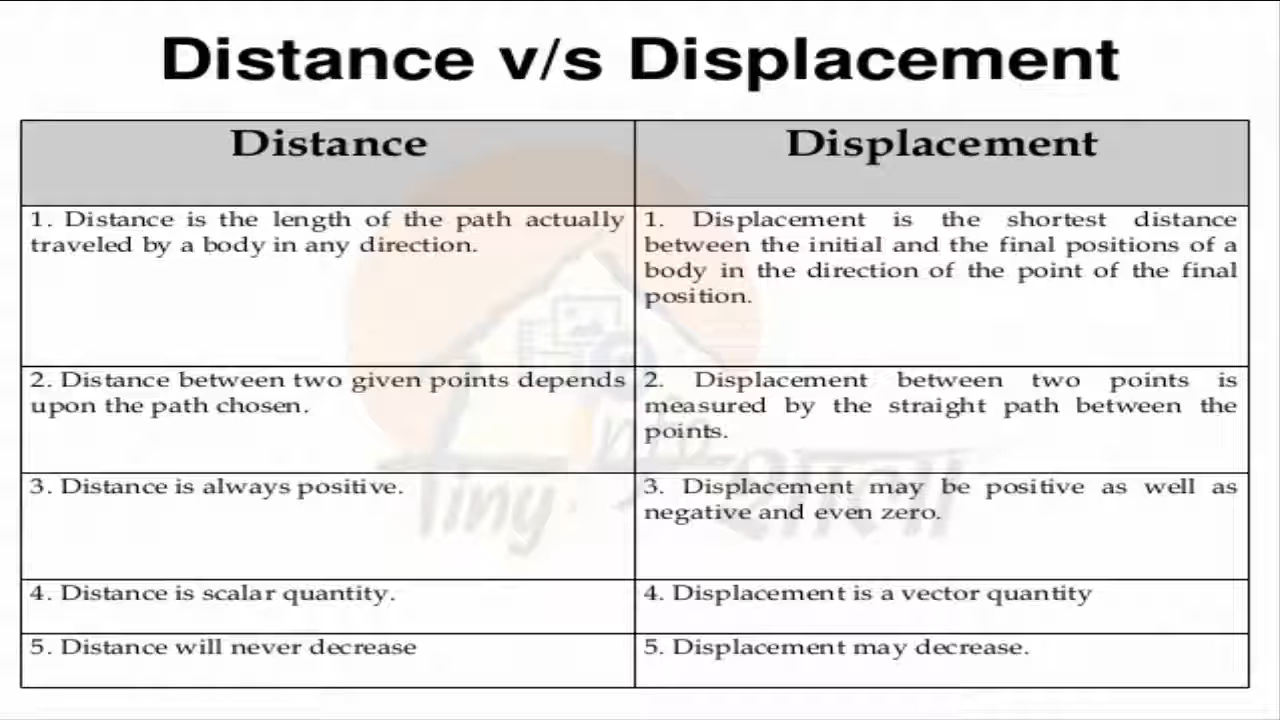 Distance v/s Displacement
Distance
Displacement
1. Distance is the length of the path actually
traveled by a body in any direction.
1. Displacement is the shortest distance
between the initial and the final positions of a
body in the direction of the point of the final
position.
2. Distance between two given points depends
upon the path chosen.
2. Displacement between two points is
measured by the straight path between the
points.
3. Distance is always positive.
3. Displacement may be positive as well as
negative and even zero.
4. Distance is scalar quantity.
4. Displacement is a vector quantity
5. Distance will never decrease
5. Displacement may decrease.
Tiny